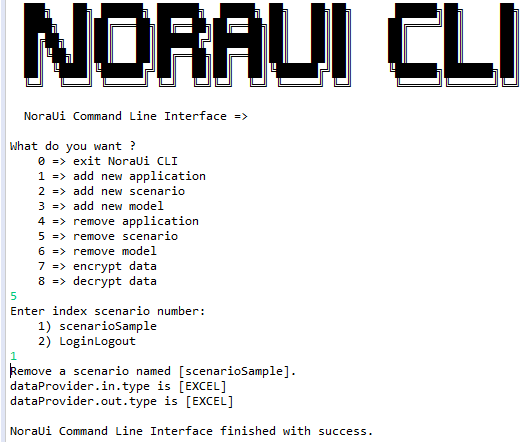 NORAUI CLI
NoraUi Command Line Interface =>
What do you want ?
0 => exit NoraUi CLI
1 => add new application
2 => add new scenario
3 => add new model
4 => remove application
5 => remove scenario
6 => remove model
7 => encrypt data
8 => decrypt data
5
Enter index scenario number:
1) scenarioSample
2) LoginLogout
1
Remove a scenario named [scenarioSample].
dataProvider.in.type is [EXCEL]
dataProvider.out.type is [EXCEL]
NoraUi Command Line Interface finished with success.